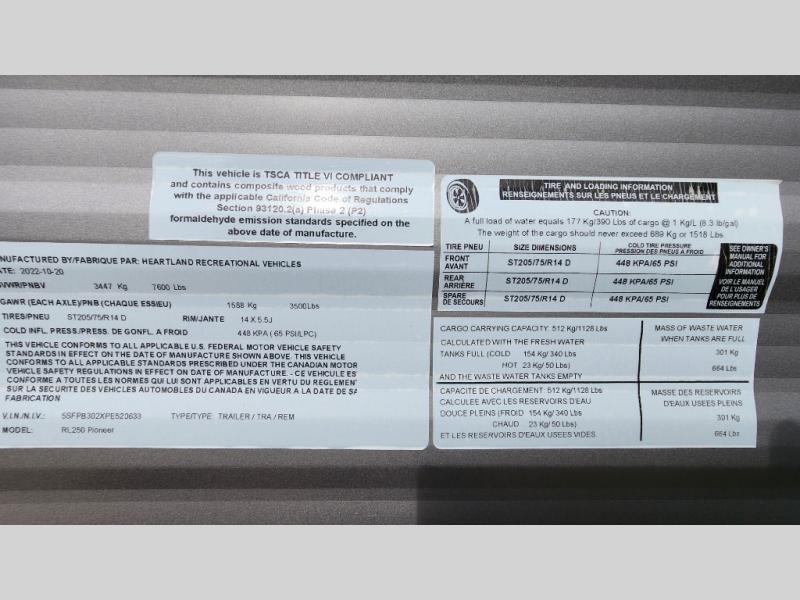 This vehicle is TSCA TITLE VI COMPLIANT
and contains composite wood products that comply
with the applicable California Code of Regulations
Section 93120.2(a) Phase 2 (P2)
formaldehyde emission standards specified on the
above date of manufacture.
NUFACTURED BY/FABRIQUE PAR: HEARTLAND RECREATIONAL VEHICLES
TE: 2022-10-20
VWR/PNBV 3447 Kg 7600 Lbs
GAWR (EACH AXLE)/PNB (CHAQUE ESSIEU) 1588 Kg 3500Lbs
TIRES/PNEU ST205/75/R14 D RIM/JANTE 14 X 5.5J
COLD INFL. PRESS./PRESS. DE GONFL. A FROID 448 KPA ( 65 PSI/LPC)
THIS VEHICLE CONFORMS TO ALL APPLICABLE U.S. FEDERAL MOTOR VEHICLE SAFETY
STANDARDS IN EFFECT ON THE DATE OF MANUFACTURE SHOWN ABOVE. THIS VEHICLE
CONFORMS TO ALL APPLICABLE STANDARDS PRESCRIBED UNDER THE CANADIAN MOTOR
VEHICLE SAFETY REGULATIONS IN EFFECT ON THE DATE OF MANUFACTURE - CE VEHICULE ES
CONFORME A TOUTES LES NORMES QUI LUI SONT APPLICABLES EN VERTU DU REGLEMENT
SUR LA SECURITE DES VEHICLES AUTOMOBILES DU CANADA EN VIGUEUR A LA DATE DE SA
FABRICATION
V.I.N./N.I.V.: 5SFPB302XPE520633 TYPE/TYPE: TRAILER / TRA / REM
MODEL: RL250 Pioneer
TIRE AND LOADING INFORMATION
RENSEIGNEMENTS SUR LES PNEUS ET LE CHARGEMENT
CAUTION:
A full load of water equals 177 Kg/390 Lbs of cargo @ 1 Kg/L (8.3 lb/gal)
The weight of the cargo should never exceed 689 Kg or 1518 Lbs.
TIRE PNEU SIZE DIMENSIONS COLD TIRE PRESSURE
PRESSION DES PNEUS A FROID
FRONT
AVANT ST205/75/R14 D 448 KPA/65 PSI
REAR
ARRIÈRE ST205/75/R14 D 448 KPA/65 PSI
SPARE
DE SECOURS ST205/75/R14 D 448 KPA/65 PSI
SEE OWNER'S
MANUAL FOR
ADDITIONAL
INFORMATION
VOIR LE MANUEL
DE L'USAGER
POUR PLUS DE
RENSEIGNEMENTS
CARGO CARRYING CAPACITY: 512 Kg/1128 Lbs
CALCULATED WITH THE FRESH WATER
TANKS FULL (COLD 154 Kg/ 340 Lbs
HOT 23 Kg/ 50 Lbs)
AND THE WASTE WATER TANKS EMPTY
MASS OF WASTE WATER
WHEN TANKS ARE FULL
301 Kg
664 Lbs
CAPACITE DE CHARGEMENT: 512 Kg/1128 Lbs
CALCULEE AVEC LES RESERVOIRS D'EAU
DOUCE PLEINS (FROID 154 Kg/ 340 Lbs
CHAUD 23 Kg/ 50 Lbs)
ET LES RESERVOIRS D'EAUX USEES VIDES.
MASSE DES RESERVOIRS
D'EAUX USEES PLEINS
301 Kg
664 Lbs